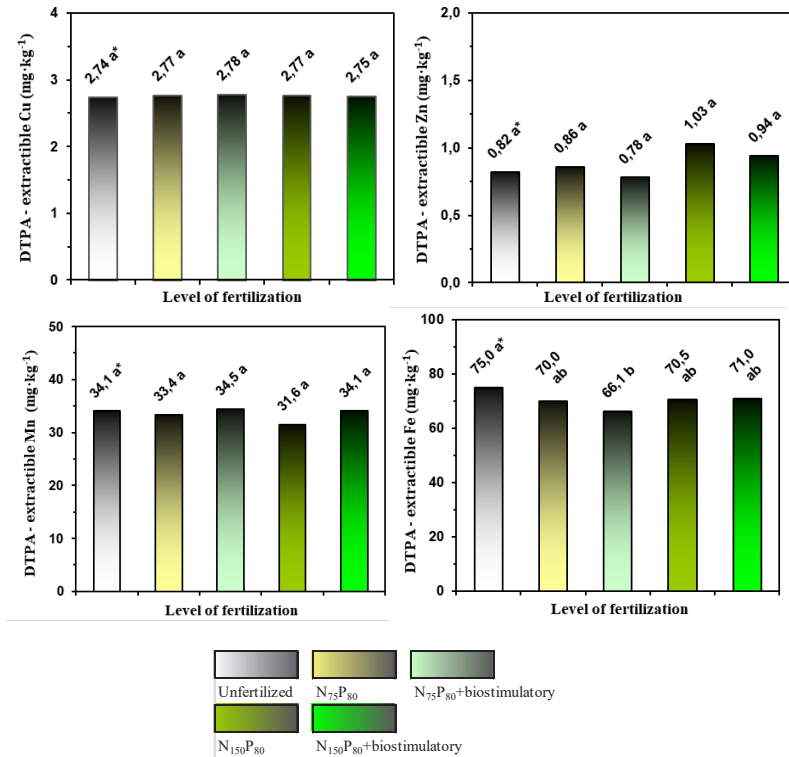 DTPA - extractible Cu (mg·kg⁻¹)
4
3
2
1
0
2,74 a*
2,77 a
2,78 a
2,77 a
2,75 a
Level of fertilization
DTPA - extractible Zn (mg·kg⁻¹)
2,0
1,5
1,0
0,5
0,0
0,82 a*
0,86 a
0,78 a
1,03 a
0,94 a
Level of fertilization
DTPA - extractible Mn (mg·kg⁻¹)
50
40
30
20
10
0
34,1 a*
33,4 a
34,5 a
31,6 a
34,1 a
Level of fertilization
DTPA - extractible Fe (mg·kg⁻¹)
100
80
60
40
20
0
75,0 a*
70,0
ab
66,1 b
70,5
ab
71,0
ab
Level of fertilization
Unfertilized
N₇₅P₈₀
N₇₅P₈₀+biostimulatory
N₁₅₀P₈₀
N₁₅₀P₈₀+biostimulatory